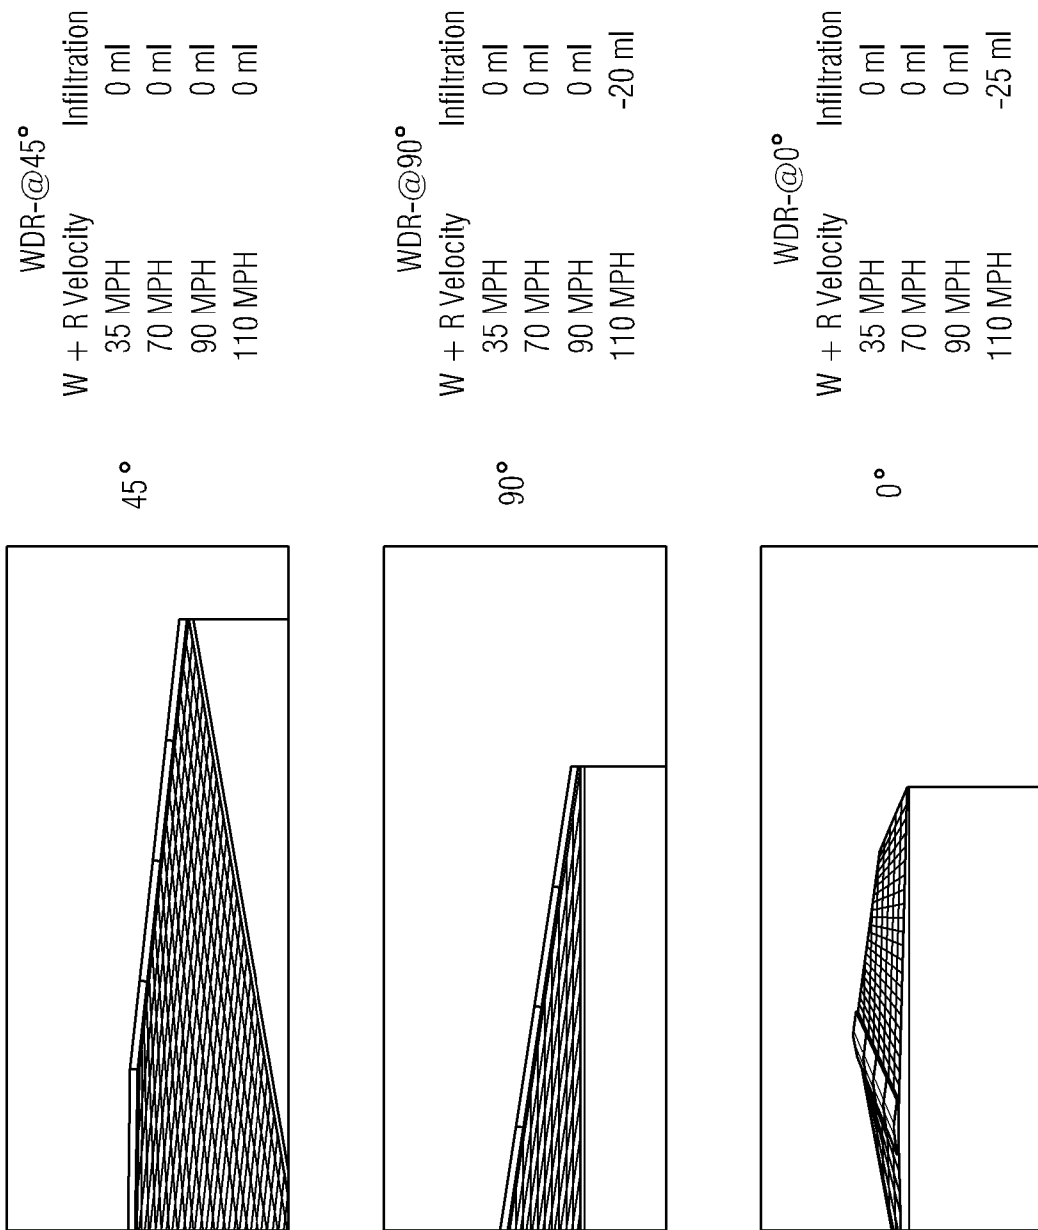 45°
WDR-@45°
W + R Velocity Infiltration
35 MPH 0 ml
70 MPH 0 ml
90 MPH 0 ml
110 MPH 0 ml
90°
WDR-@90°
W + R Velocity Infiltration
35 MPH 0 ml
70 MPH 0 ml
90 MPH 0 ml
110 MPH -20 ml
0°
WDR-@0°
W + R Velocity Infiltration
35 MPH 0 ml
70 MPH 0 ml
90 MPH 0 ml
110 MPH -25 ml